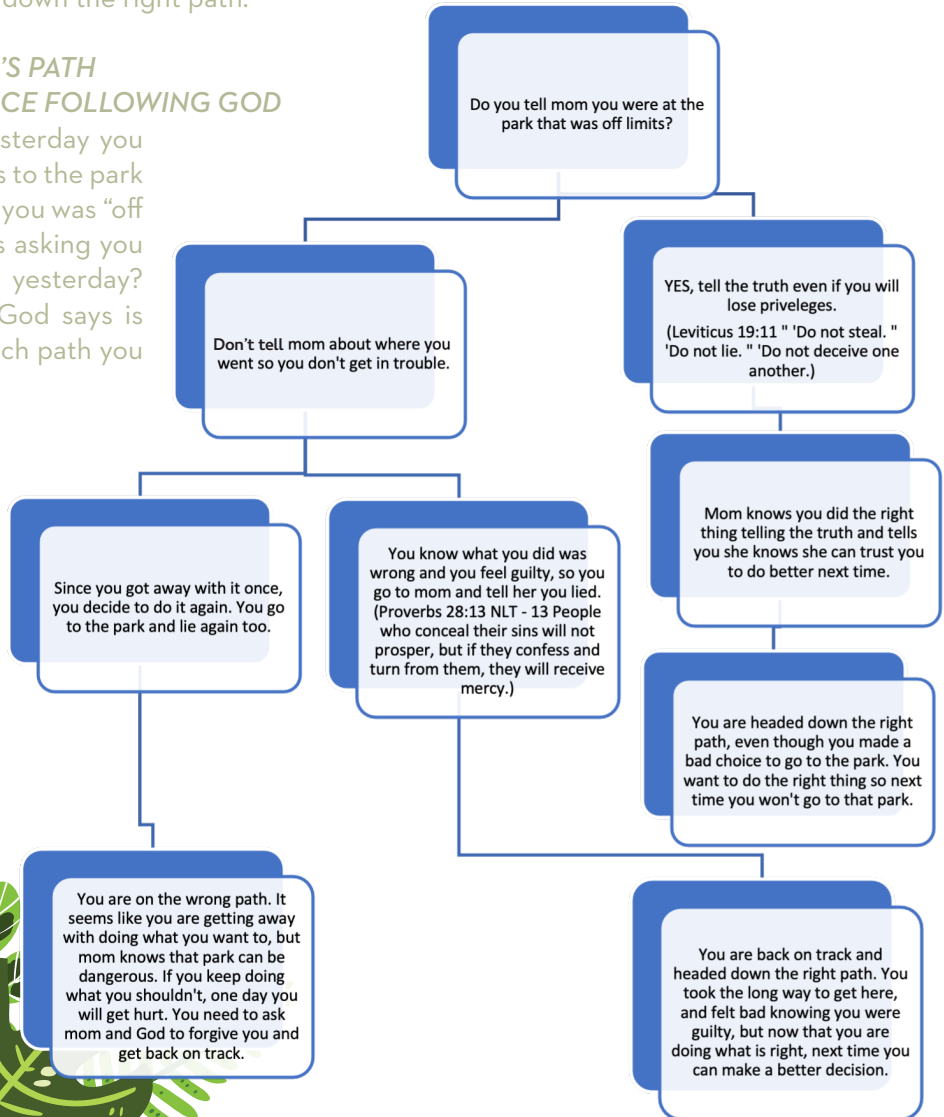 down the right path.
'S PATH
CE FOLLOWING GOD
sterday you
s to the park
you was “off
s asking you
yesterday?
God says is
ch path you
Do you tell mom you were at the
park that was off limits?
Don't tell mom about where you
went so you don't get in trouble.
YES, tell the truth even if you will
lose priveleges.
(Leviticus 19:11 " 'Do not steal. "
'Do not lie. " 'Do not deceive one
another.)
Since you got away with it once,
you decide to do it again. You go
to the park and lie again too.
You know what you did was
wrong and you feel guilty, so you
go to mom and tell her you lied.
(Proverbs 28:13 NLT - 13 People
who conceal their sins will not
prosper, but if they confess and
turn from them, they will receive
mercy.)
Mom knows you did the right
thing telling the truth and tells
you she knows she can trust you
to do better next time.
You are headed down the right
path, even though you made a
bad choice to go to the park. You
want to do the right thing so next
time you won't go to that park.
You are on the wrong path. It
seems like you are getting away
with doing what you want to, but
mom knows that park can be
dangerous. If you keep doing
what you shouldn't, one day you
will get hurt. You need to ask
mom and God to forgive you and
get back on track.
You are back on track and
headed down the right path. You
took the long way to get here,
and felt bad knowing you were
guilty, but now that you are
doing what is right, next time you
can make a better decision.